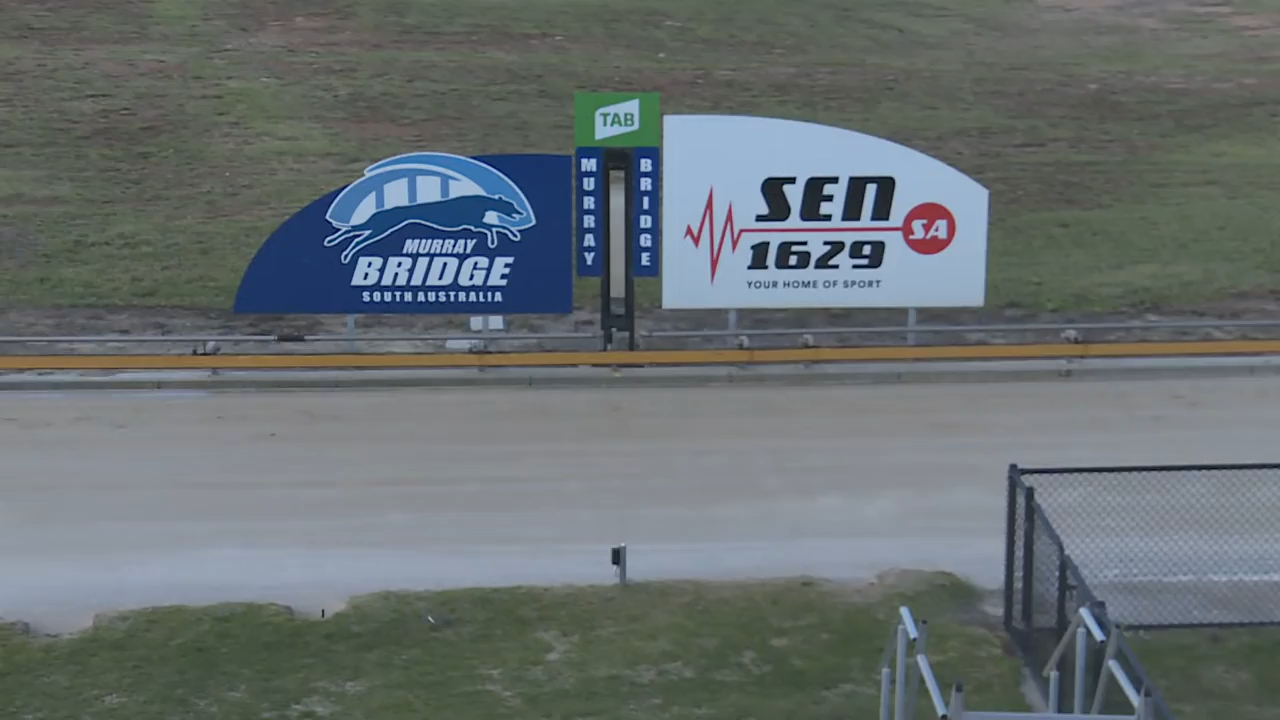 TAB
MURRAY
BRIDGE
MURRAY
BRIDGE
SOUTH AUSTRALIA
SEN
SA
1629
YOUR HOME OF SPORT